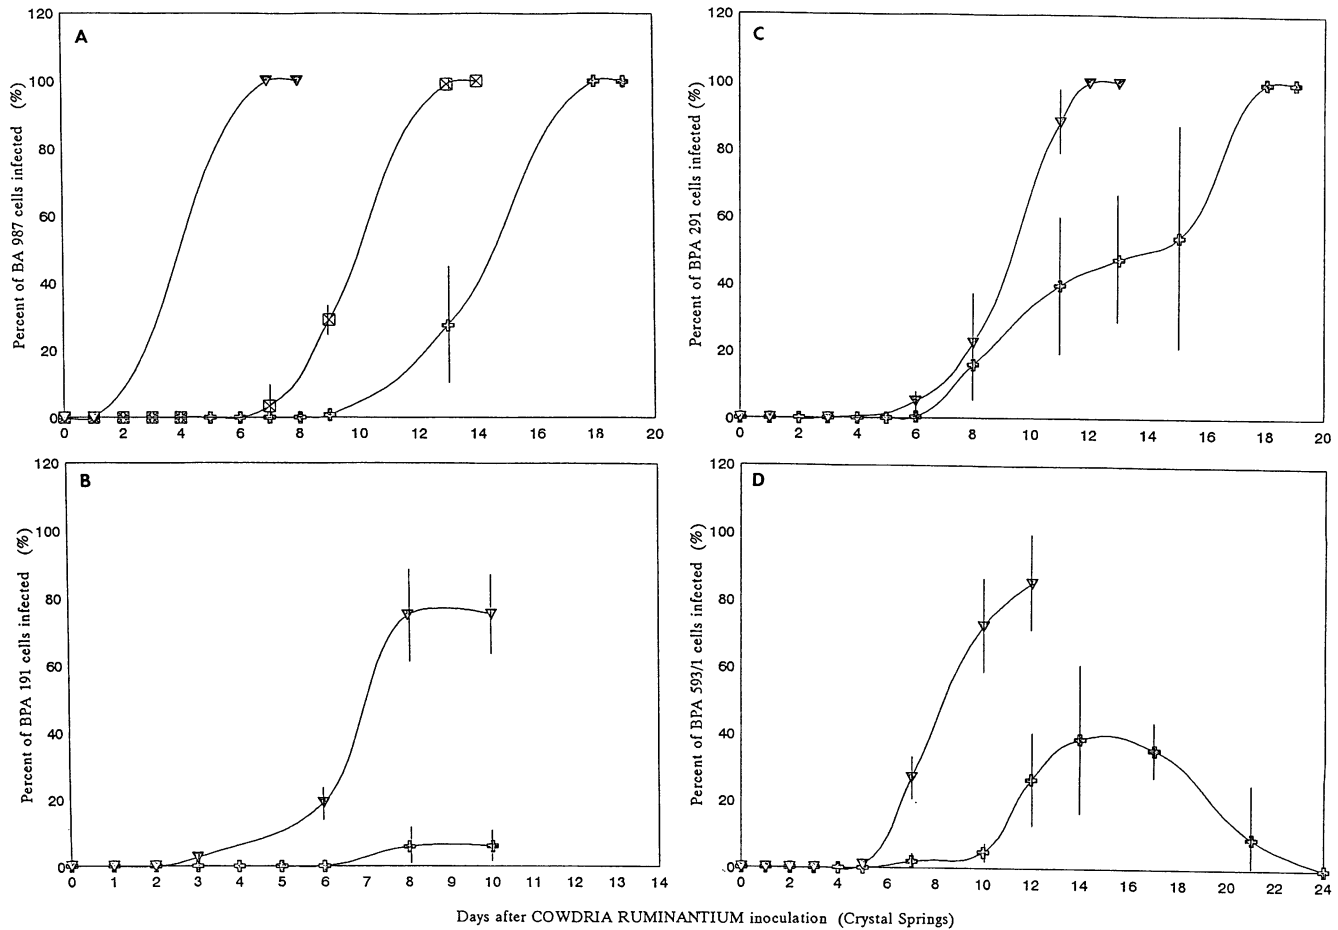 A
Percent of BA 987 cells infected (%)
120
100
80
60
40
20
0
0 2 4 6 8 10 12 14 16 18 20
C
Percent of BPA 291 cells infected (%)
120
100
80
60
40
20
0
0 2 4 6 8 10 12 14 16 18 20
B
Percent of BPA 191 cells infected (%)
120
100
80
60
40
20
0
0 1 2 3 4 5 6 7 8 9 10 11 12 13 14
D
Percent of BPA 593/1 cells infected (%)
120
100
80
60
40
20
0
0 2 4 6 8 10 12 14 16 18 20 22 24
Days after COWDRIA RUMINANTIUM inoculation (Crystal Springs)